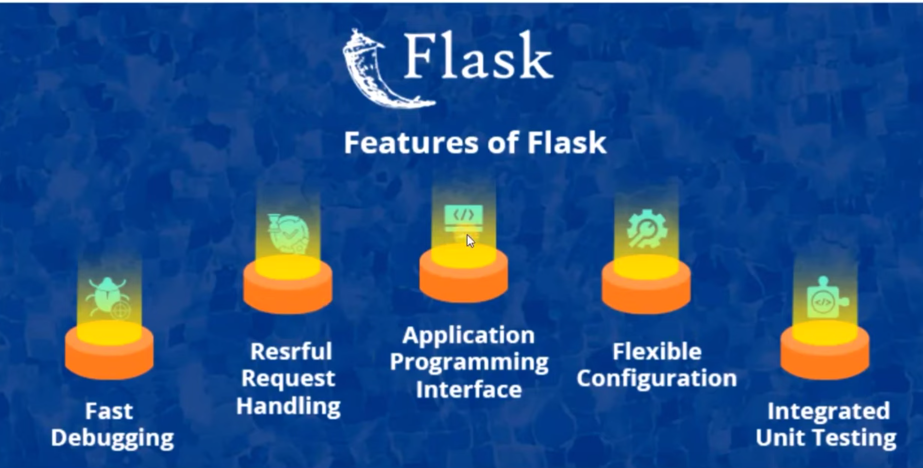 Flask
Features of Flask
Fast
Debugging
Resrful
Request
Handling
Application
Programming
Interface
Flexible
Configuration
Integrated
Unit Testing